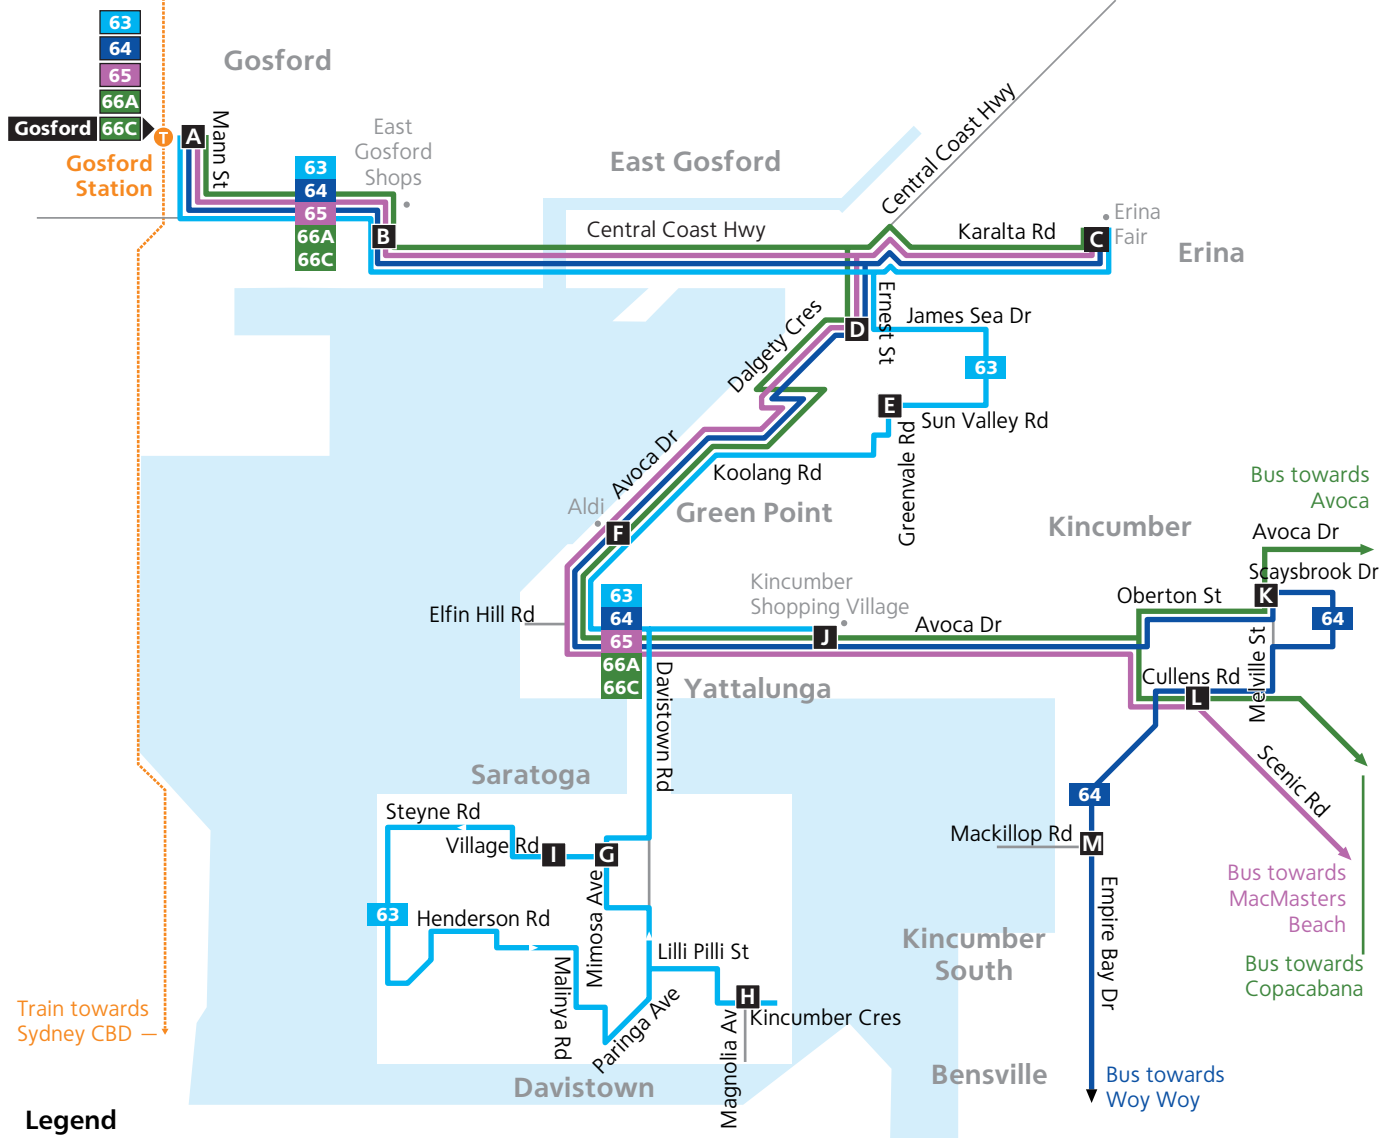 63
64
65
66A
Gosford 66C
Gosford
T
A
Mann St
Gosford
Station
63
64
65
66A
66C
East
Gosford
Shops
B
East Gosford
Central Coast Hwy
Central Coast Hwy
Karalta Rd
C
Erina
Fair
Erina
Ernest St
James Sea Dr
D
Dalgety Cres
63
E
Sun Valley Rd
Greenvale Rd
Avoca Dr
Koolang Rd
Aldi
F
Green Point
Kincumber
Bus towards
Avoca
Avoca Dr
Scaysbrook Dr
K
64
Oberton St
Kincumber
Shopping Village
Elfin Hill Rd
63
64
65
66A
66C
J
Avoca Dr
Melville St
Cullens Rd
L
Davistown Rd
Yattalunga
Saratoga
Scenic Rd
64
Steyne Rd
Village Rd
I
G
Mackillop Rd
M
Mimosa Ave
63
Henderson Rd
Empire Bay Dr
Bus towards
MacMasters
Beach
Kincumber
South
Lilli Pilli St
Malinya Rd
H
Kincumber Cres
Paringa Ave
Magnolia Av
Bus towards
Copacabana
Train towards
Sydney CBD
Davistown
Bensville
Bus towards
Woy Woy
Legend